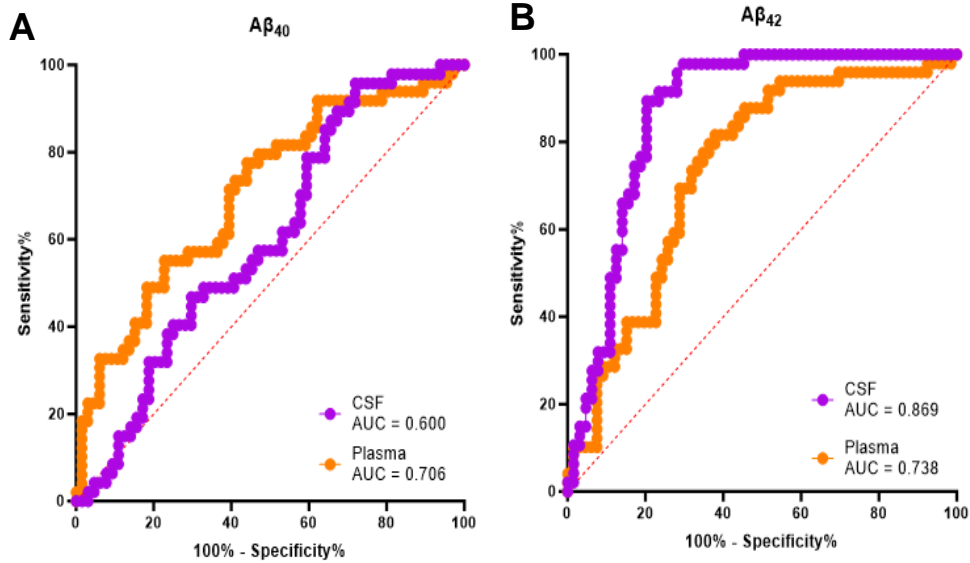 A
Aβ40
100
80
60
40
20
0
Sensitivity%
0 20 40 60 80 100
100% - Specificity%
CSF
AUC = 0.600
Plasma
AUC = 0.706
B
Aβ42
100
80
60
40
20
0
Sensitivity%
0 20 40 60 80 100
100% - Specificity%
CSF
AUC = 0.869
Plasma
AUC = 0.738